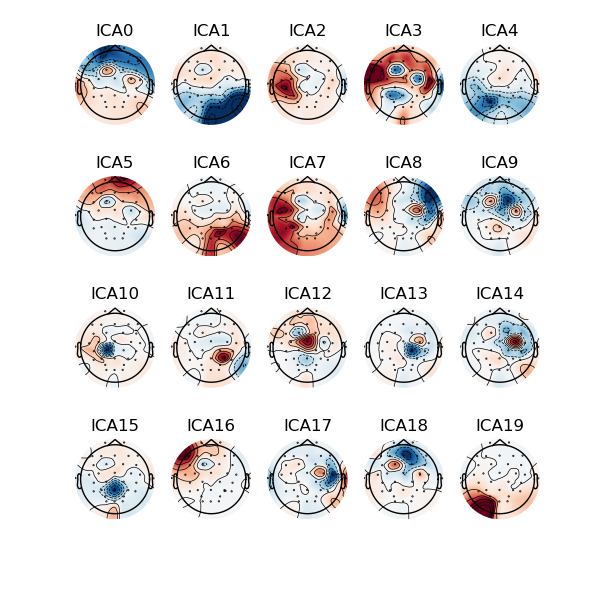 ICA0 ICA1 ICA2 ICA3 ICA4
ICA5 ICA6 ICA7 ICA8 ICA9
ICA10 ICA11 ICA12 ICA13 ICA14
ICA15 ICA16 ICA17 ICA18 ICA19